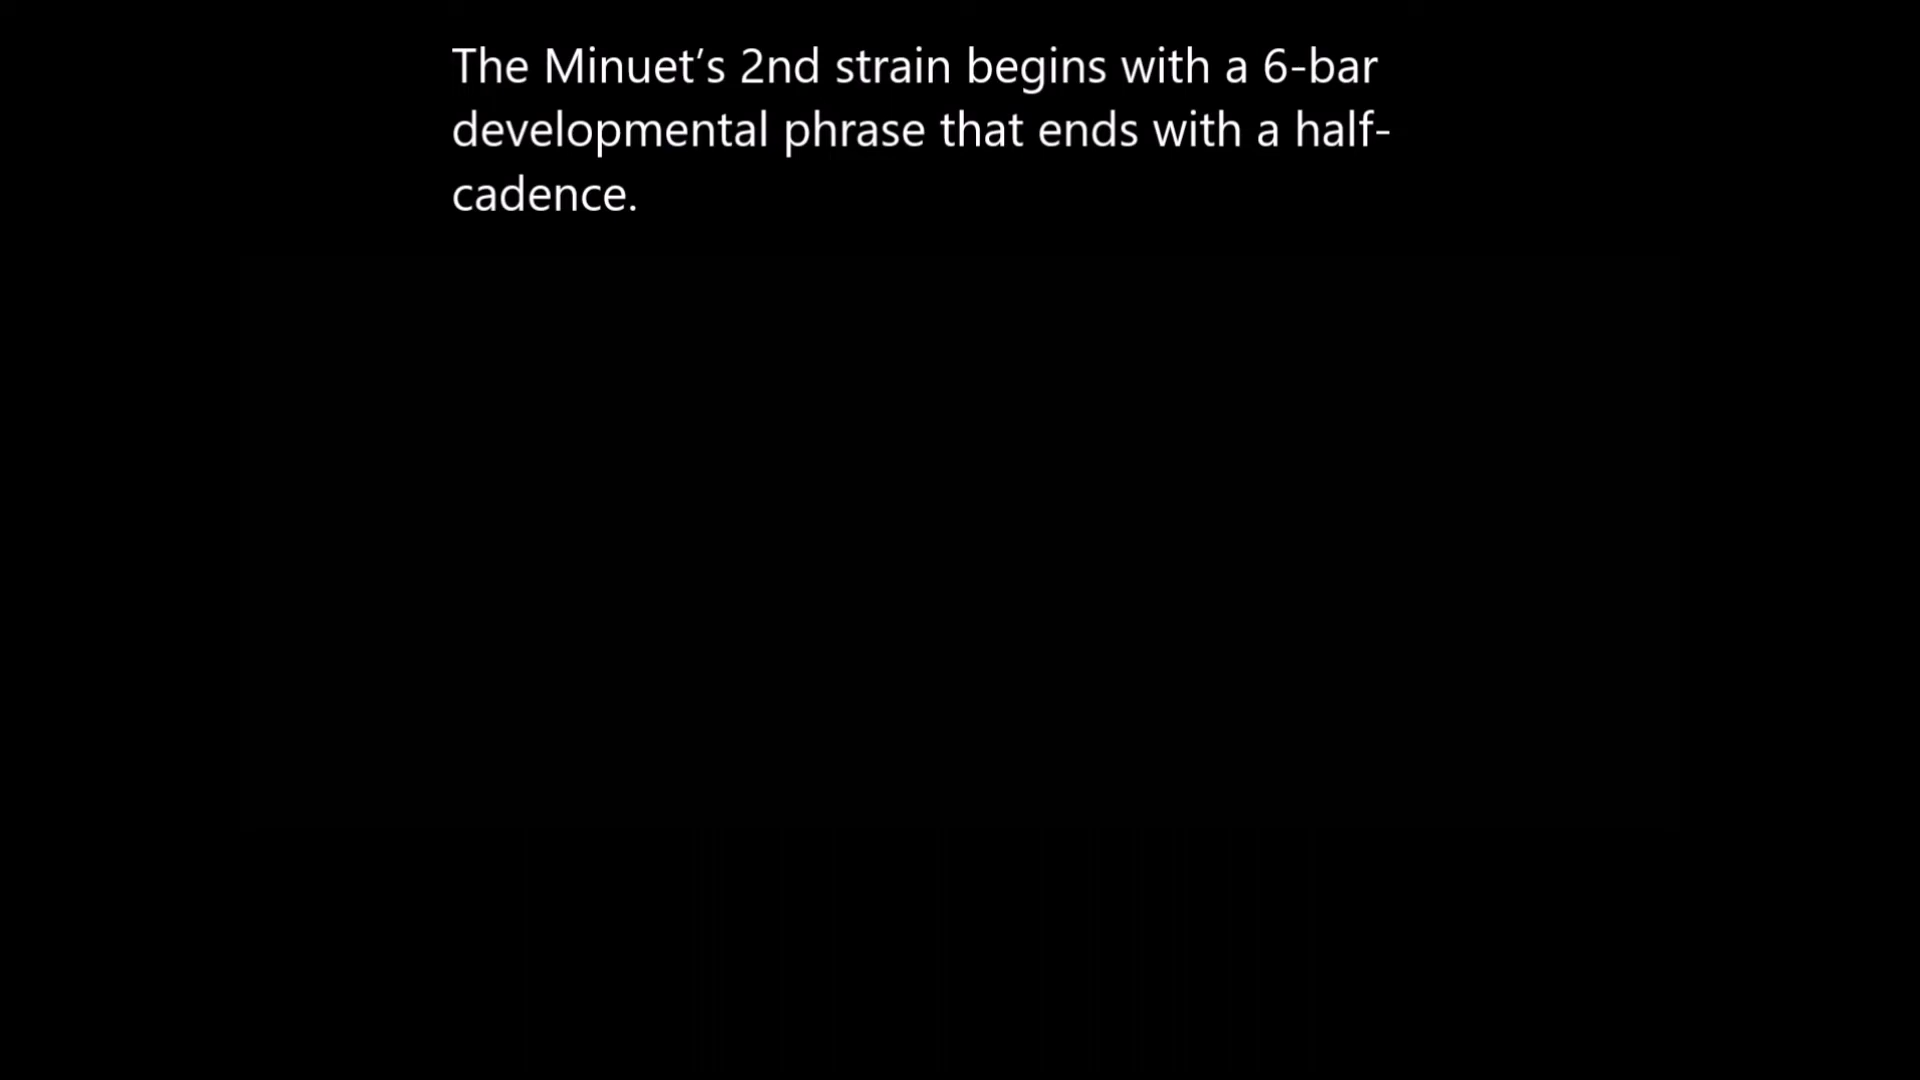 The Minuet’s 2nd strain begins with a 6-bar
developmental phrase that ends with a half-
cadence.